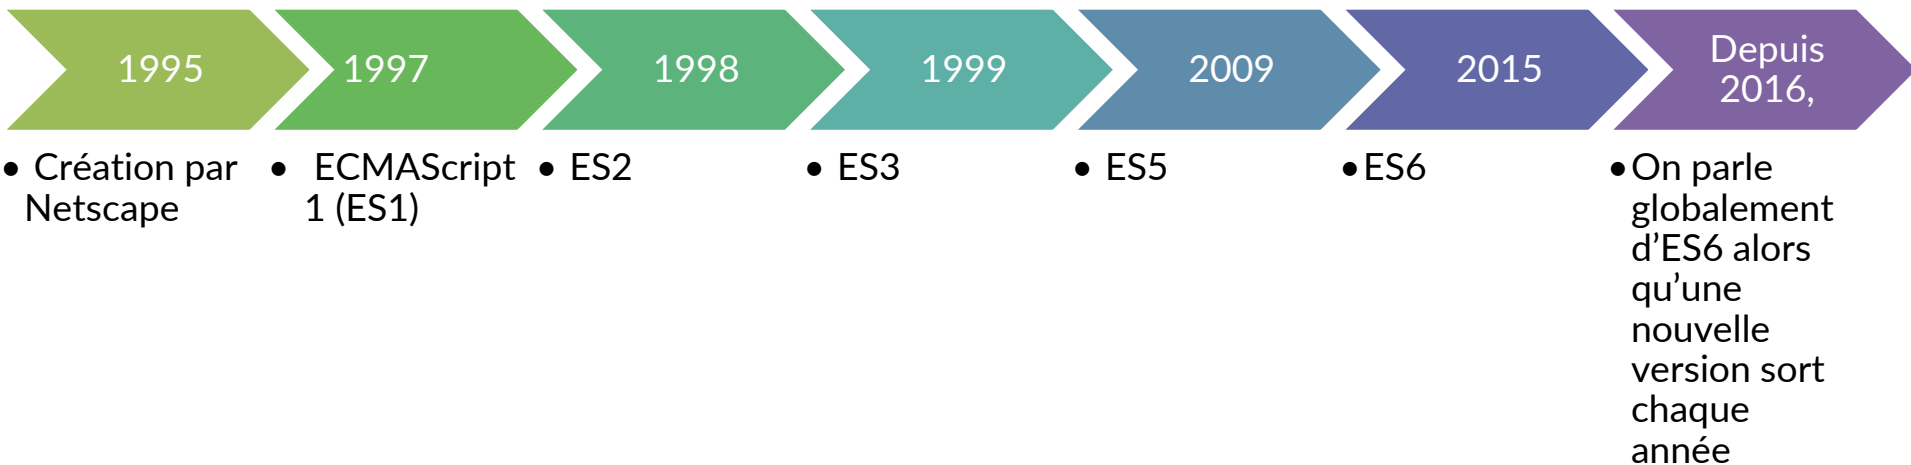 1995
1997
1998
1999
2009
2015
Depuis
2016,
• Création par
Netscape
• ECMAScript
1 (ES1)
• ES2
• ES3
• ES5
• ES6
• On parle
globalement
d’ES6 alors
qu’une
nouvelle
version sort
chaque
année